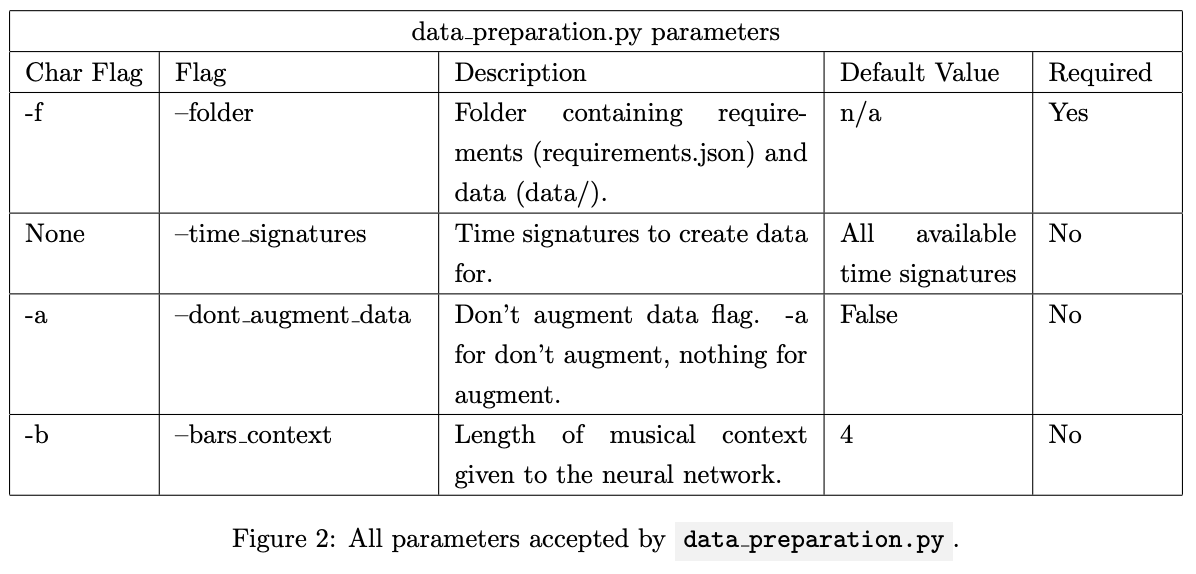 data_preparation.py parameters
Char Flag Flag Description Default Value Required
-f –folder Folder containing require- n/a Yes
ments (requirements.json) and
data (data/).
None –time_signatures Time signatures to create data All available No
for. time signatures
-a –dont_augment_data Don't augment data flag. -a False No
for don't augment, nothing for
augment.
-b –bars_context Length of musical context 4 No
given to the neural network.
Figure 2: All parameters accepted by data_preparation.py.